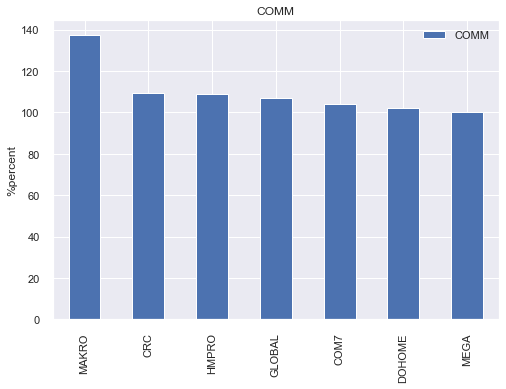 COMM
COMM
%percent
140
120
100
80
60
40
20
0
MAKRO
CRC
HMPRO
GLOBAL
COM7
DOHOME
MEGA